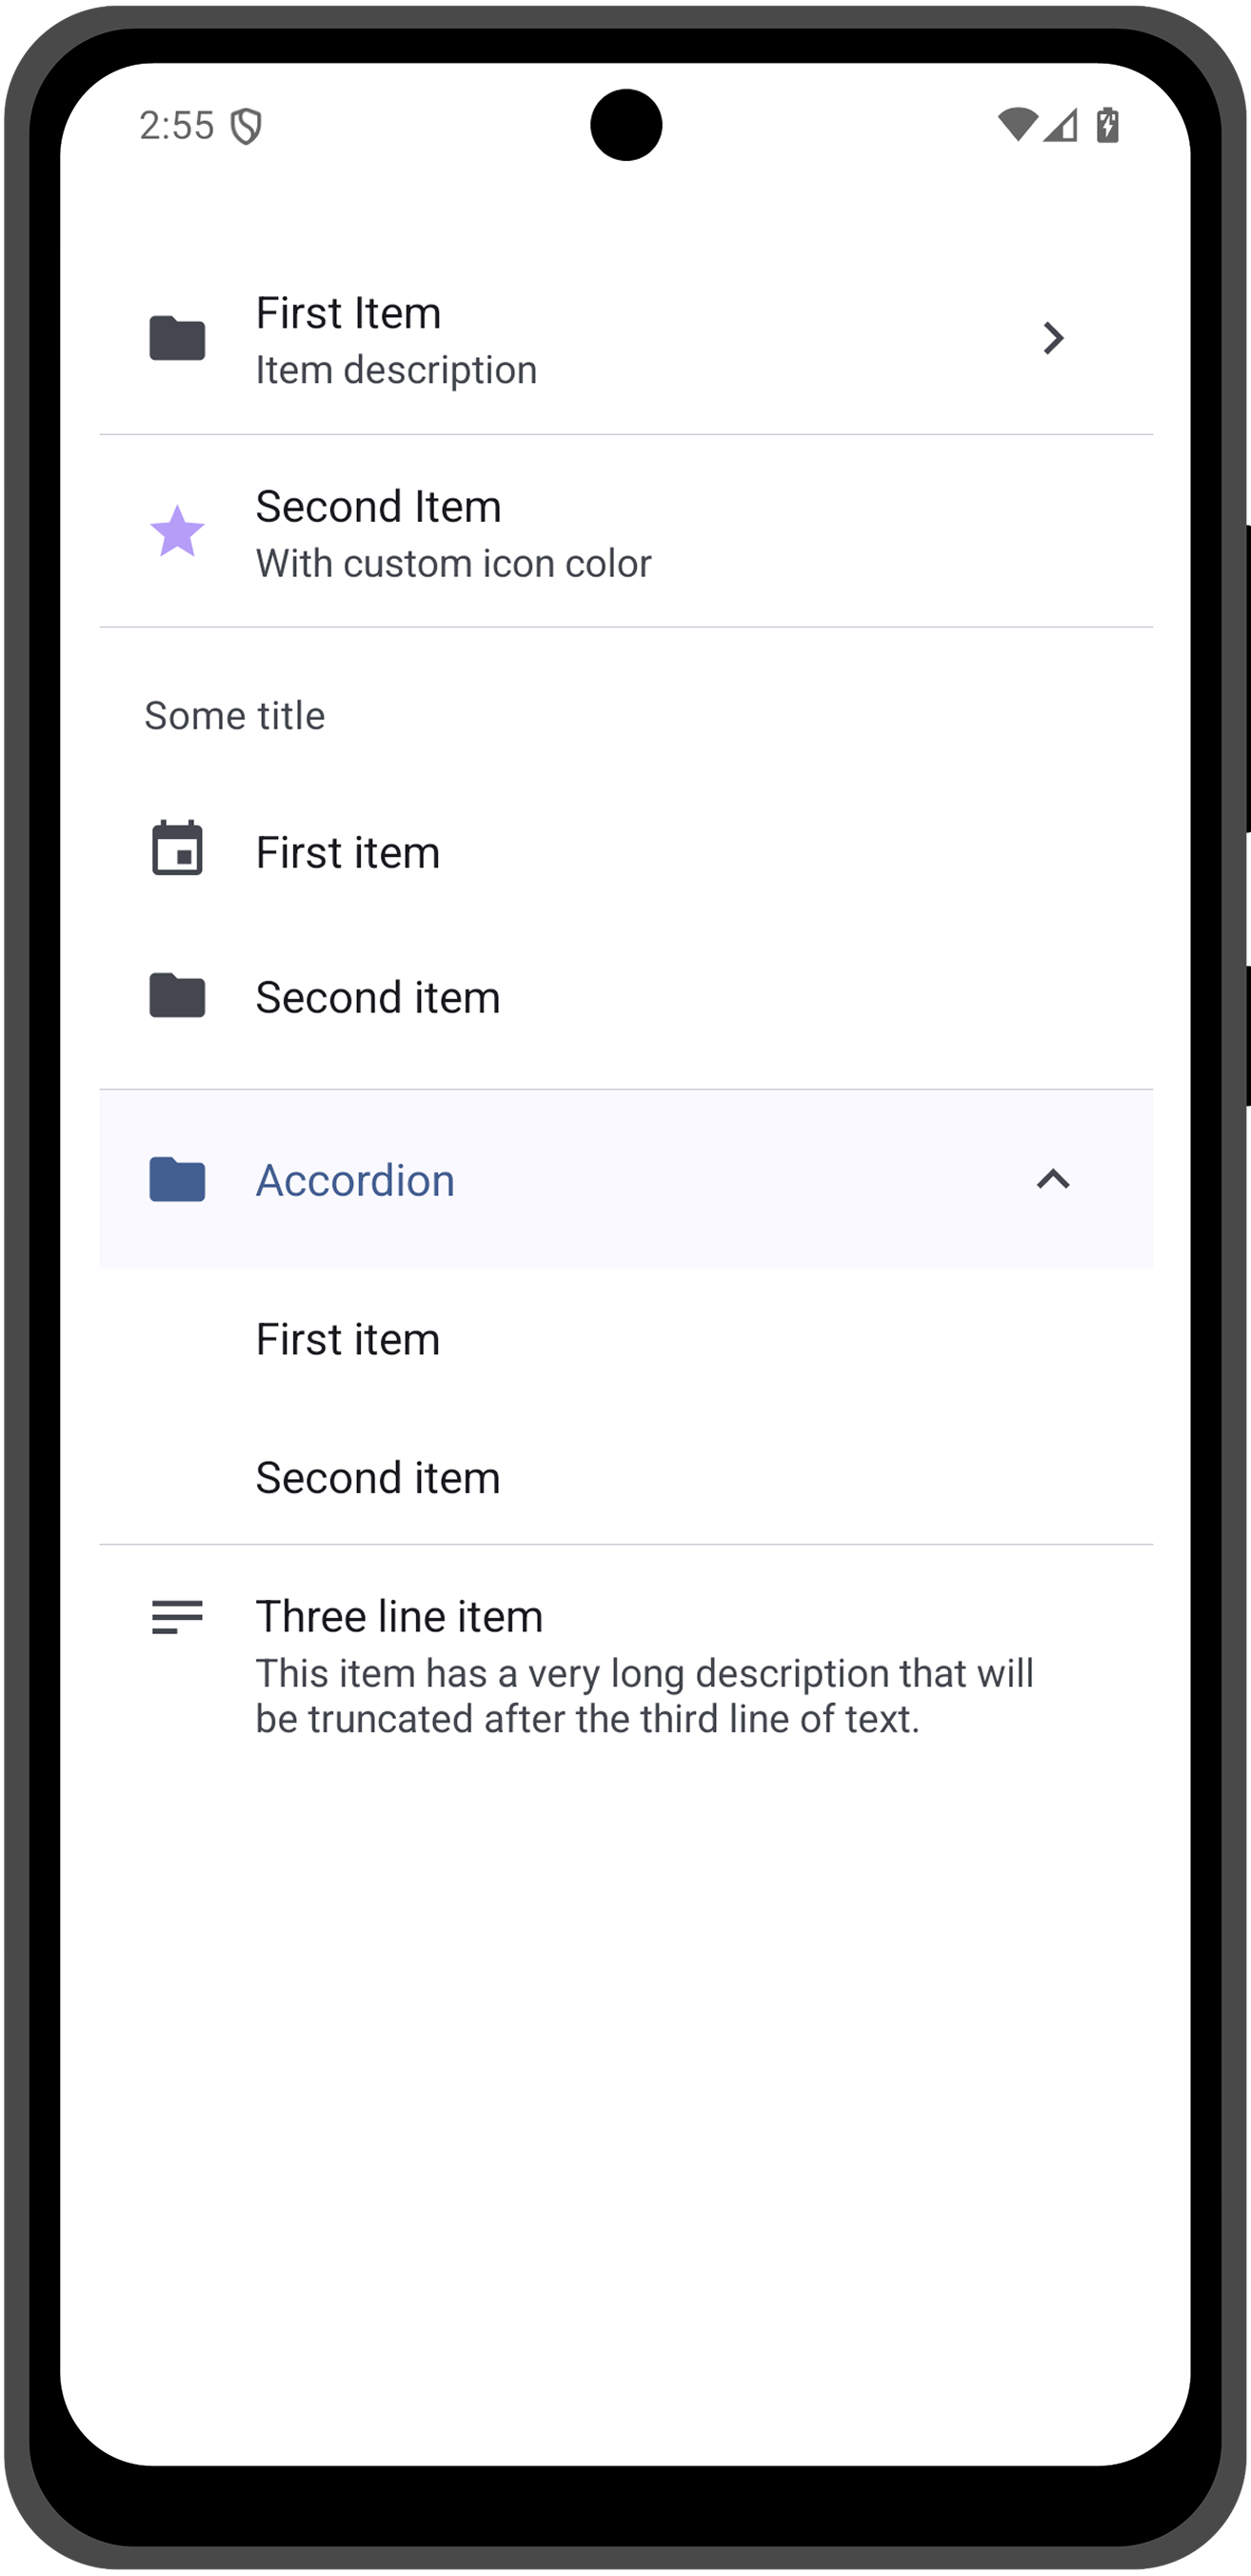 2:55
First Item
Item description
Second Item
With custom icon color
Some title
First item
Second item
Accordion
First item
Second item
Three line item
This item has a very long description that will
be truncated after the third line of text.